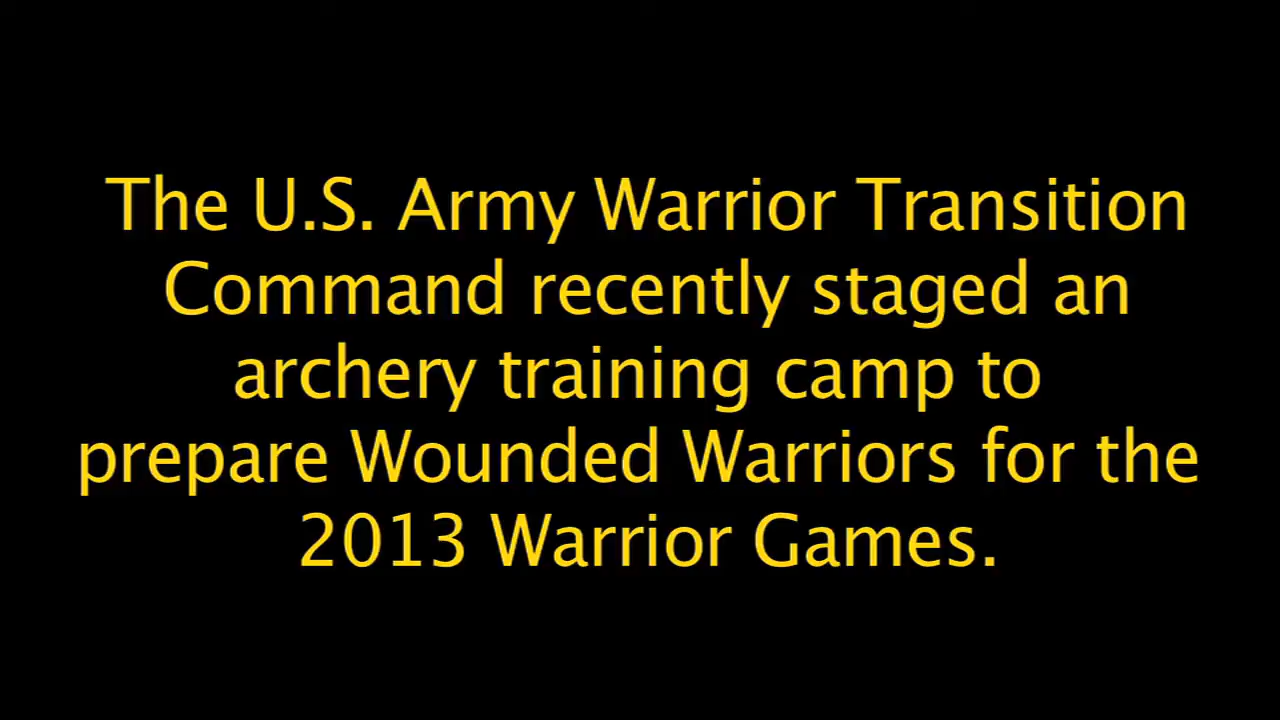 The U.S. Army Warrior Transition
Command recently staged an
archery training camp to
prepare Wounded Warriors for the
2013 Warrior Games.